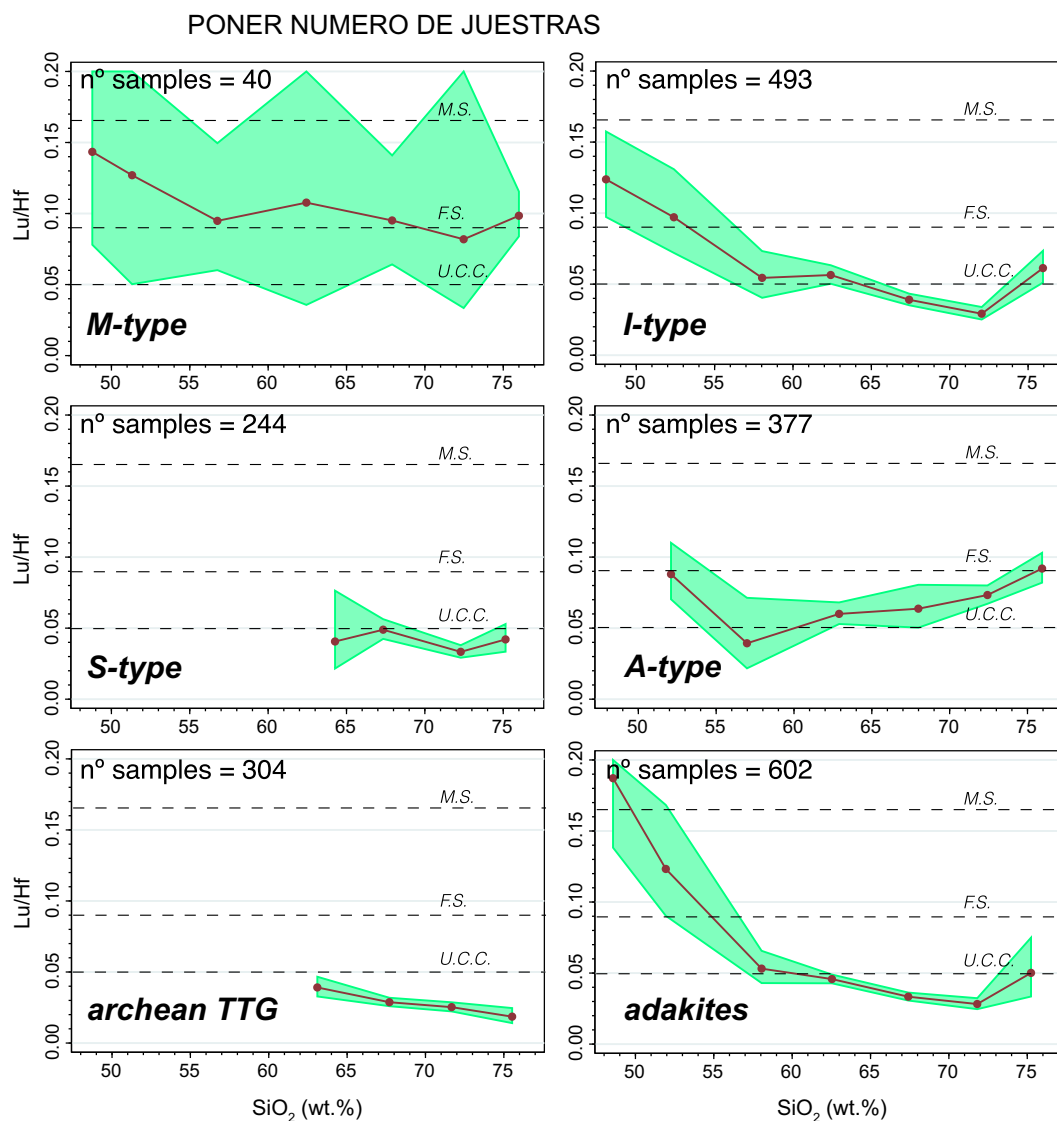 PONER NUMERO DE JUESTRAS
nº samples = 40
M.S.
F.S.
U.C.C.
M-type
Lu/Hf
0.00 0.05 0.10 0.15 0.20
50 55 60 65 70 75
nº samples = 493
M.S.
F.S.
U.C.C.
I-type
0.00 0.05 0.10 0.15 0.20
50 55 60 65 70 75
nº samples = 244
M.S.
F.S.
U.C.C.
S-type
Lu/Hf
0.00 0.05 0.10 0.15 0.20
50 55 60 65 70 75
nº samples = 377
M.S.
F.S.
U.C.C.
A-type
0.00 0.05 0.10 0.15 0.20
50 55 60 65 70 75
nº samples = 304
M.S.
F.S.
U.C.C.
archean TTG
Lu/Hf
0.00 0.05 0.10 0.15 0.20
50 55 60 65 70 75
SiO₂ (wt.%)
nº samples = 602
M.S.
F.S.
U.C.C.
adakites
0.00 0.05 0.10 0.15 0.20
50 55 60 65 70 75
SiO₂ (wt.%)